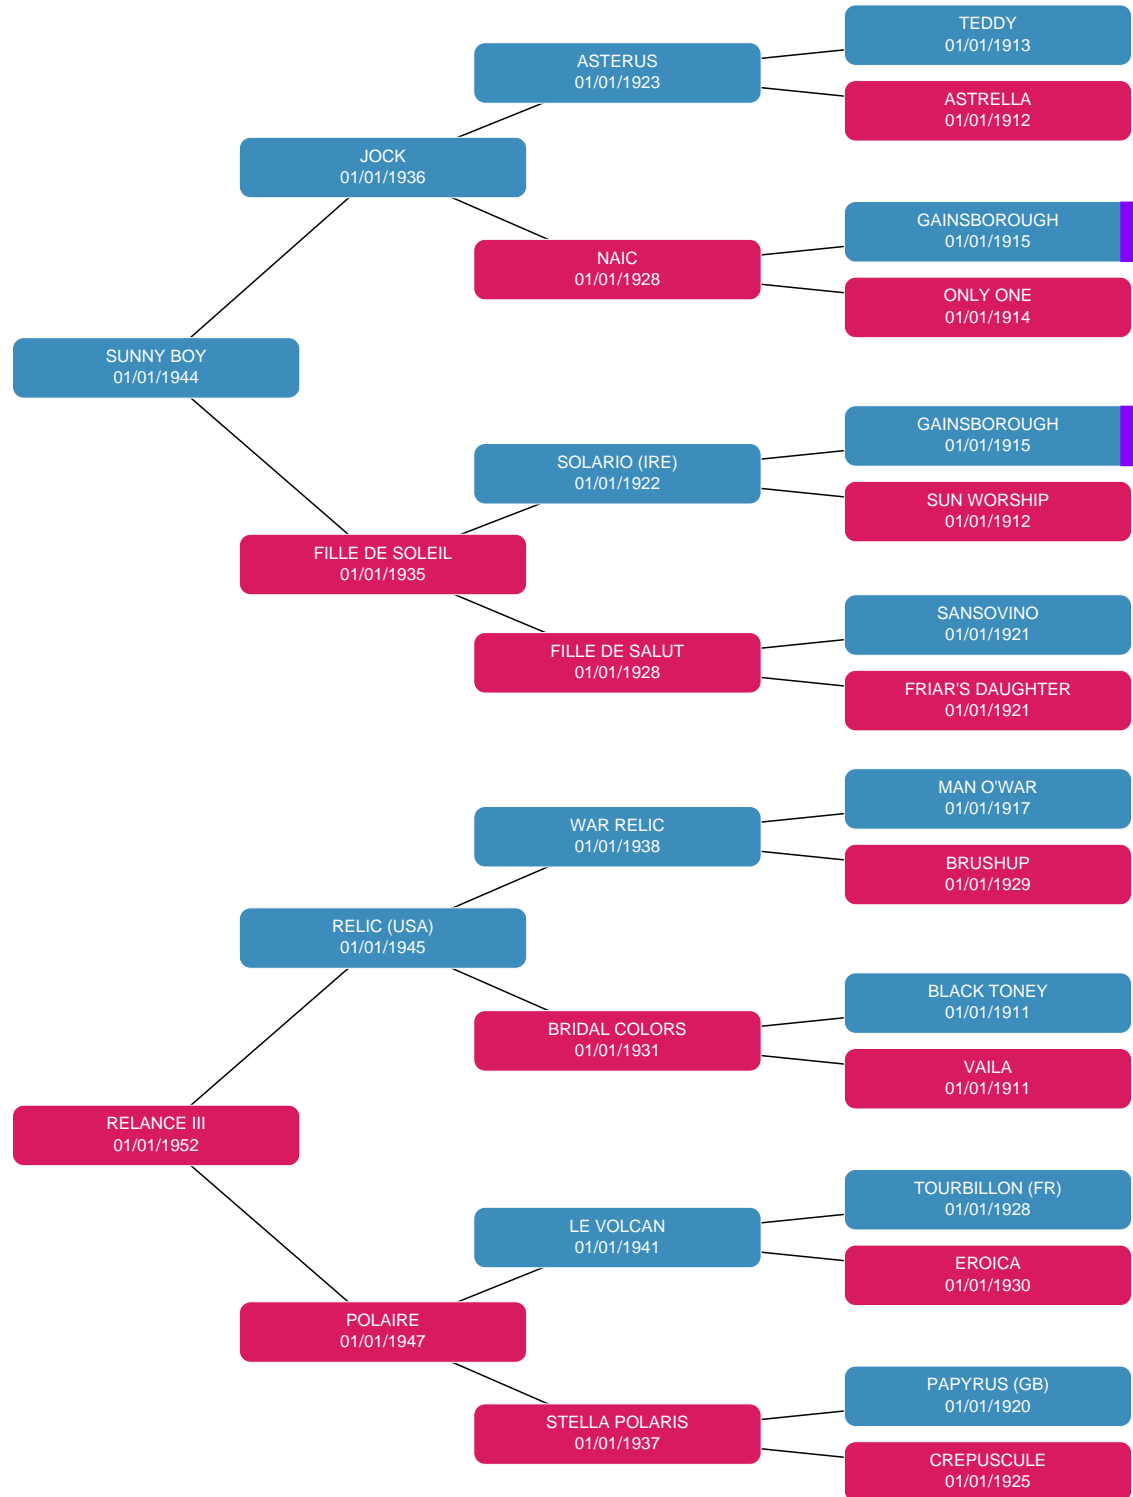 TEDDY
01/01/1913
ASTERUS
01/01/1923
ASTRELLA
01/01/1912
JOCK
01/01/1936
GAINSBOROUGH
01/01/1915
NAIC
01/01/1928
ONLY ONE
01/01/1914
SUNNY BOY
01/01/1944
GAINSBOROUGH
01/01/1915
SOLARIO (IRE)
01/01/1922
SUN WORSHIP
01/01/1912
FILLE DE SOLEIL
01/01/1935
SANSOVINO
01/01/1921
FILLE DE SALUT
01/01/1928
FRIAR'S DAUGHTER
01/01/1921
MAN O'WAR
01/01/1917
WAR RELIC
01/01/1938
BRUSHUP
01/01/1929
RELIC (USA)
01/01/1945
BLACK TONEY
01/01/1911
BRIDAL COLORS
01/01/1931
VAILA
01/01/1911
RELANCE III
01/01/1952
TOURBILLON (FR)
01/01/1928
LE VOLCAN
01/01/1941
EROICA
01/01/1930
POLAIRE
01/01/1947
PAPYRUS (GB)
01/01/1920
STELLA POLARIS
01/01/1937
CREPUSCULE
01/01/1925